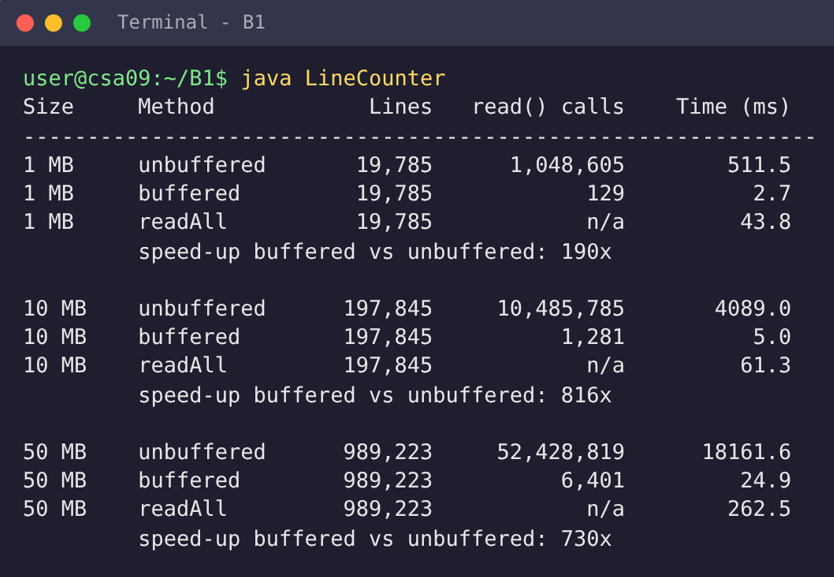 Terminal - B1
user@csa09:~/B1$ java LineCounter
Size     Method            Lines   read() calls    Time (ms)
--------------------------------------------------------------
1 MB     unbuffered       19,785      1,048,605        511.5
1 MB     buffered         19,785            129          2.7
1 MB     readAll          19,785            n/a         43.8
         speed-up buffered vs unbuffered: 190x
10 MB    unbuffered      197,845     10,485,785       4089.0
10 MB    buffered        197,845          1,281          5.0
10 MB    readAll         197,845            n/a         61.3
         speed-up buffered vs unbuffered: 816x
50 MB    unbuffered      989,223     52,428,819      18161.6
50 MB    buffered        989,223          6,401         24.9
50 MB    readAll         989,223            n/a        262.5
         speed-up buffered vs unbuffered: 730x